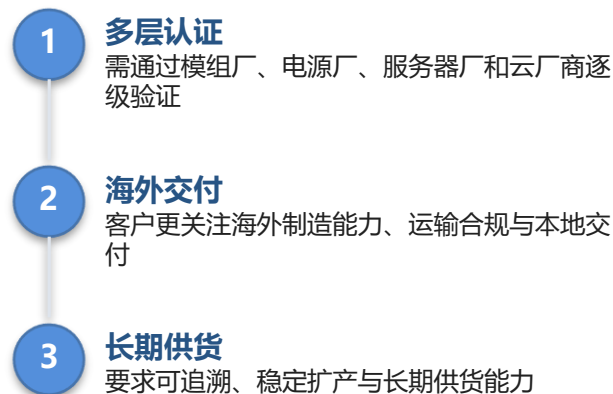 1
多层认证
需通过模组厂、电源厂、服务器厂和云厂商逐
级验证
2
海外交付
客户更关注海外制造能力、运输合规与本地交
付
3
长期供货
要求可追溯、稳定扩产与长期供货能力